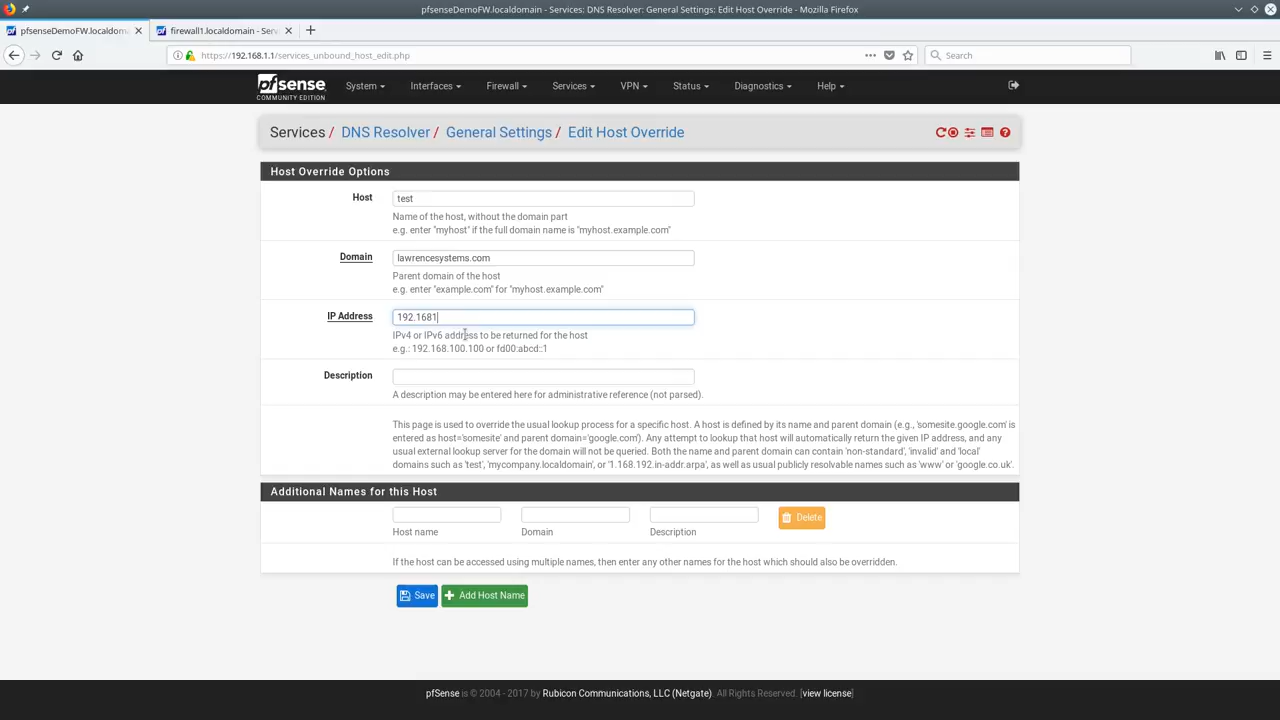 pfsenseDemoFW.localdomain - Services: DNS Resolver: General Settings: Edit Host Override - Mozilla Firefox
pfsenseDemoFW.localdoma
firewall1.localdomain - Serv
https://192.168.1.1/services_unbound_host_edit.php
Search
pfsense
COMMUNITY EDITION
System
Interfaces
Firewall
Services
VPN
Status
Diagnostics
Help
Services / DNS Resolver / General Settings / Edit Host Override
Host Override Options
Host
test
Name of the host, without the domain part
e.g. enter "myhost" if the full domain name is "myhost.example.com"
Domain
lawrencesystems.com
Parent domain of the host
e.g. enter "example.com" for "myhost.example.com"
IP Address
192.1681
IPv4 or IPv6 address to be returned for the host
e.g.: 192.168.100.100 or fd00:abcd::1
Description
A description may be entered here for administrative reference (not parsed).
This page is used to override the usual lookup process for a specific host. A host is defined by its name and parent domain (e.g., 'somesite.google.com' is
entered as host='somesite' and parent domain='google.com'). Any attempt to lookup that host will automatically return the given IP address, and any
usual external lookup server for the domain will not be queried. Both the name and parent domain can contain 'non-standard', 'invalid' and 'local'
domains such as 'test', 'mycompany.localdomain', or '1.168.192.in-addr.arpa', as well as usual publicly resolvable names such as 'www' or 'google.co.uk'.
Additional Names for this Host
Host name
Domain
Description
Delete
If the host can be accessed using multiple names, then enter any other names for the host which should also be overridden.
Save
Add Host Name
pfSense is © 2004 - 2017 by Rubicon Communications, LLC (Netgate). All Rights Reserved. [view license]